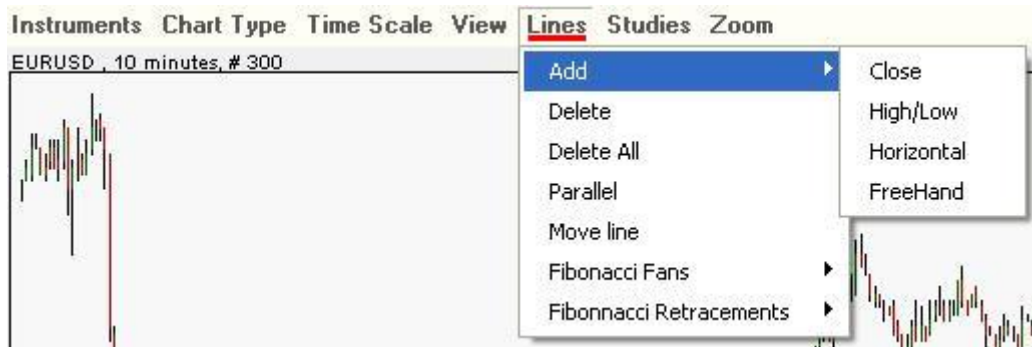 Instruments Chart Type Time Scale View Lines Studies Zoom
EURUSD , 10 minutes, # 300
Add
Delete
Delete All
Parallel
Move line
Fibonacci Fans
Fibonnacci Retracements
Close
High/Low
Horizontal
FreeHand